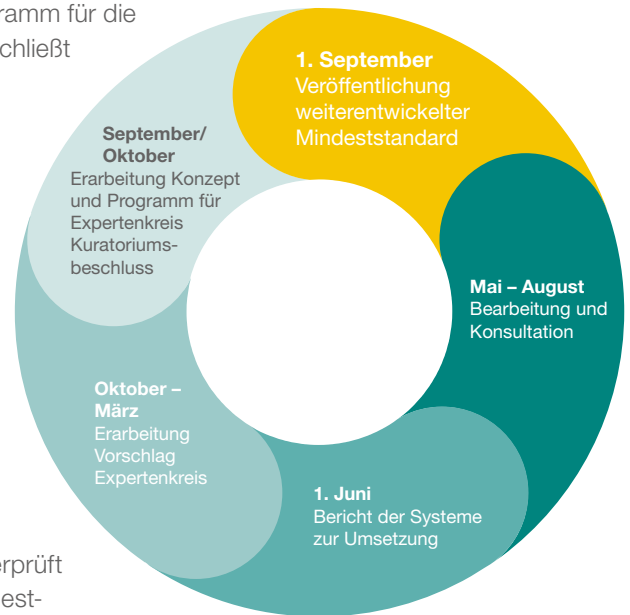 ramm für die
chließt
1. September
Veröffentlichung
weiterentwickelter
Mindeststandard
September/
Oktober
Erarbeitung Konzept
und Programm für
Expertenkreis
Kuratoriums-
beschluss
Mai – August
Bearbeitung und
Konsultation
Oktober –
März
Erarbeitung
Vorschlag
Expertenkreis
1. Juni
Bericht der Systeme
zur Umsetzung
erprüft
est-